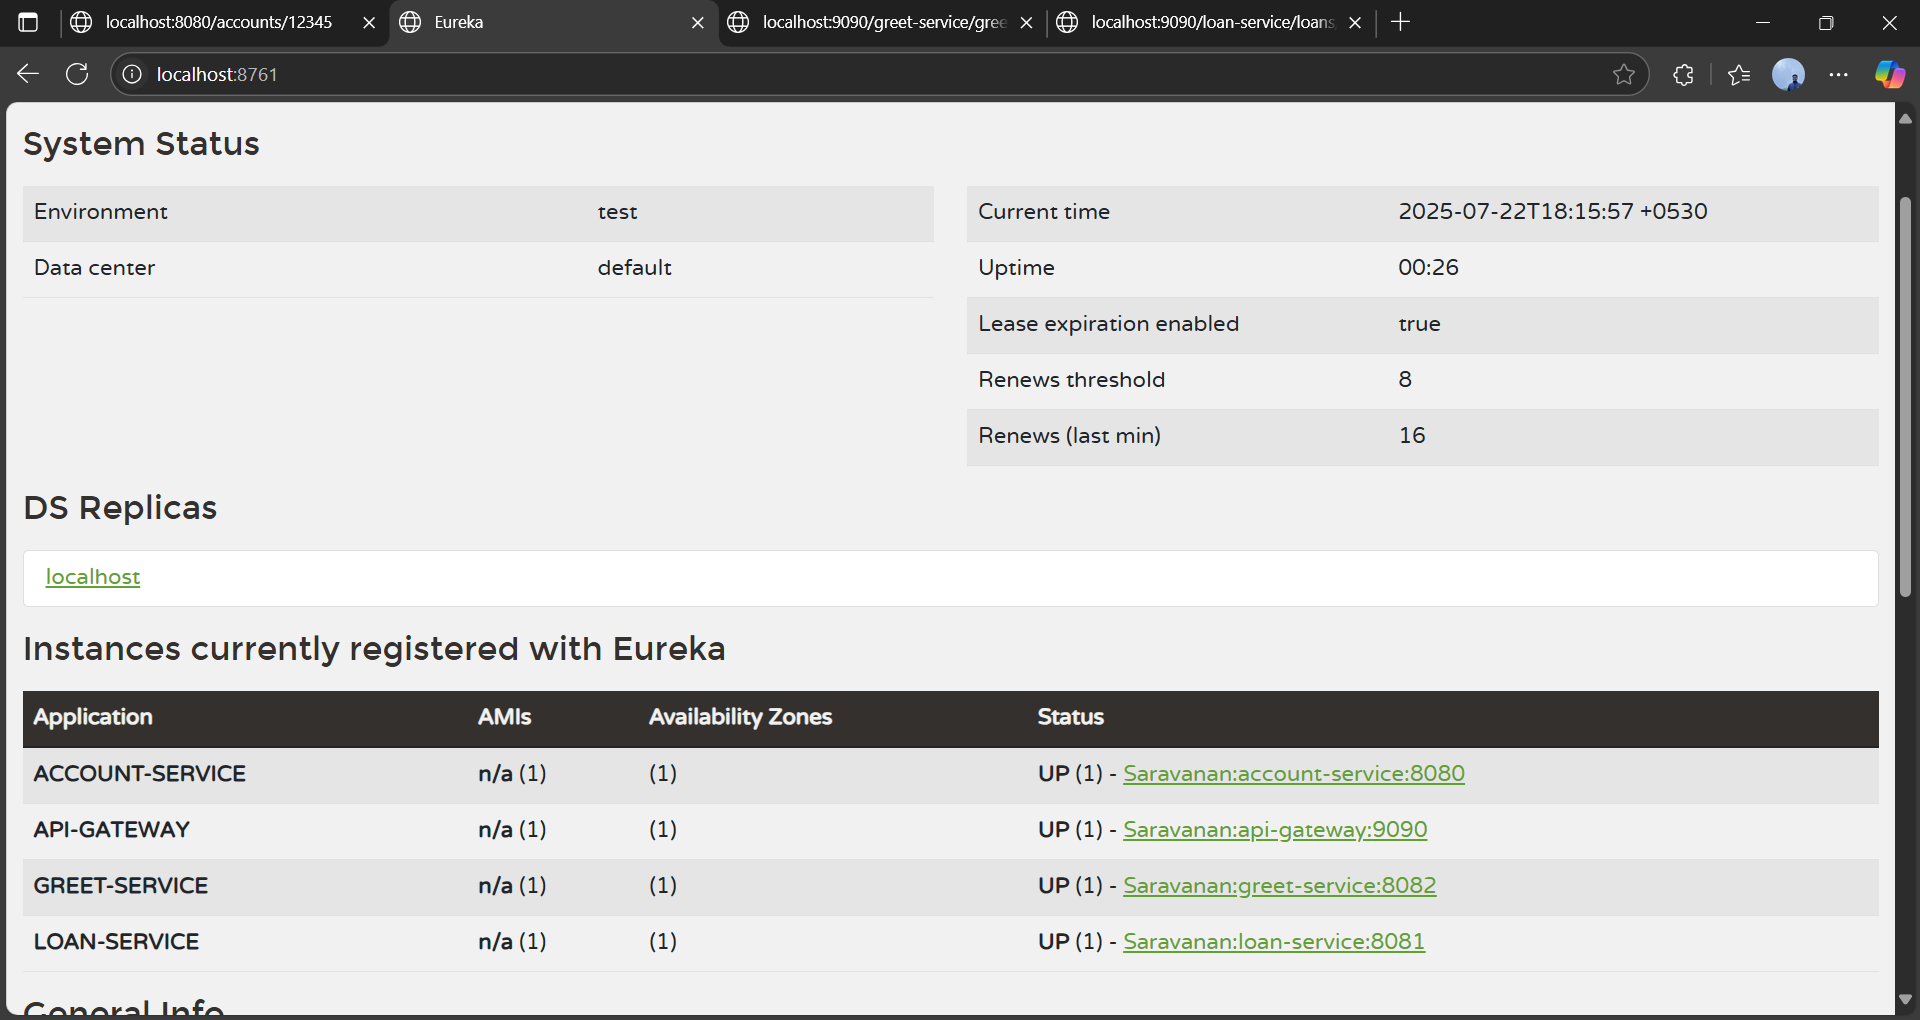 localhost:8080/accounts/12345
Eureka
localhost:9090/greet-service/gree
localhost:9090/loan-service/loans
localhost:8761
System Status
Environment test
Data center default
Current time 2025-07-22T18:15:57 +0530
Uptime 00:26
Lease expiration enabled true
Renews threshold 8
Renews (last min) 16
DS Replicas
localhost
Instances currently registered with Eureka
Application AMIs Availability Zones Status
ACCOUNT-SERVICE n/a (1) (1) UP (1) - Saravanan:account-service:8080
API-GATEWAY n/a (1) (1) UP (1) - Saravanan:api-gateway:9090
GREET-SERVICE n/a (1) (1) UP (1) - Saravanan:greet-service:8082
LOAN-SERVICE n/a (1) (1) UP (1) - Saravanan:loan-service:8081
General Info